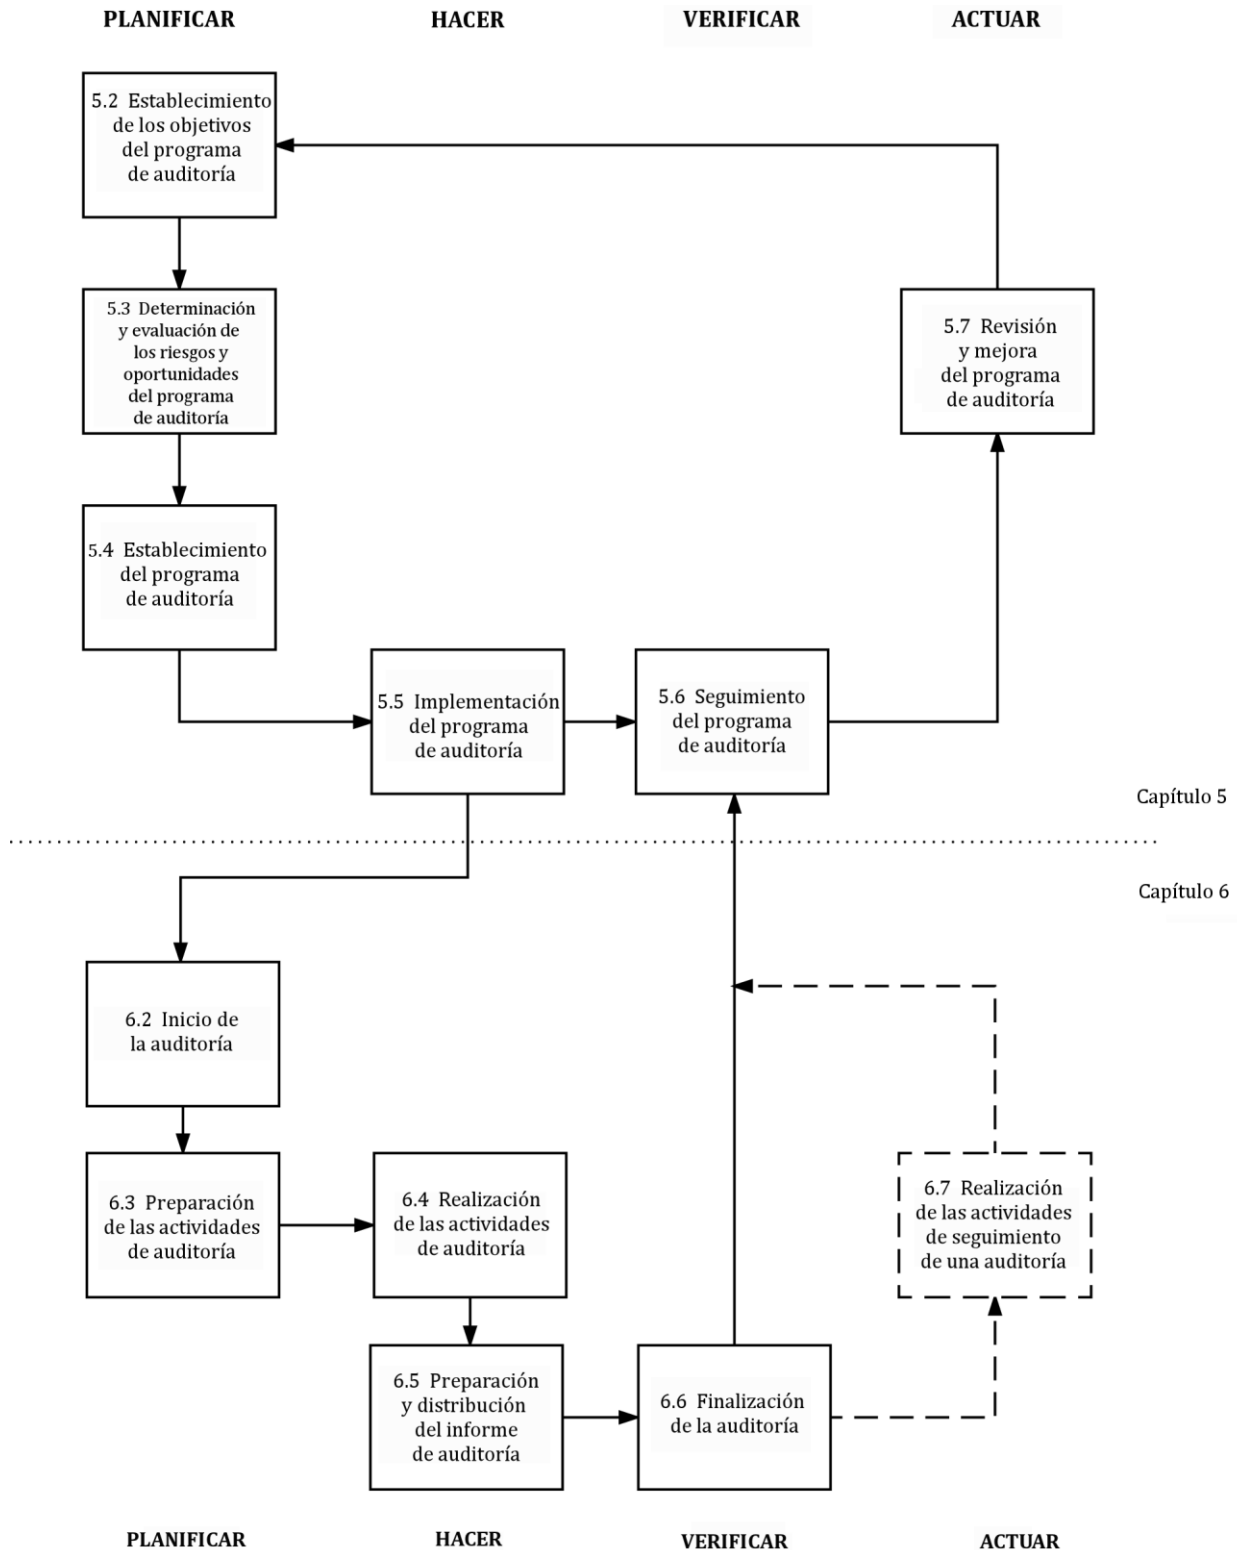 PLANIFICAR
HACER
VERIFICAR
ACTUAR
5.2 Establecimiento
de los objetivos
del programa
de auditoría
5.3 Determinación
y evaluación de
los riesgos y
oportunidades
del programa
de auditoría
5.7 Revisión
y mejora
del programa
de auditoría
5.4 Establecimiento
del programa
de auditoría
5.5 Implementación
del programa
de auditoría
5.6 Seguimiento
del programa
de auditoría
Capítulo 5
Capítulo 6
6.2 Inicio de
la auditoría
6.3 Preparación
de las actividades
de auditoría
6.4 Realización
de las actividades
de auditoría
6.7 Realización
de las actividades
de seguimiento
de una auditoría
6.5 Preparación
y distribución
del informe
de auditoría
6.6 Finalización
de la auditoría
PLANIFICAR
HACER
VERIFICAR
ACTUAR